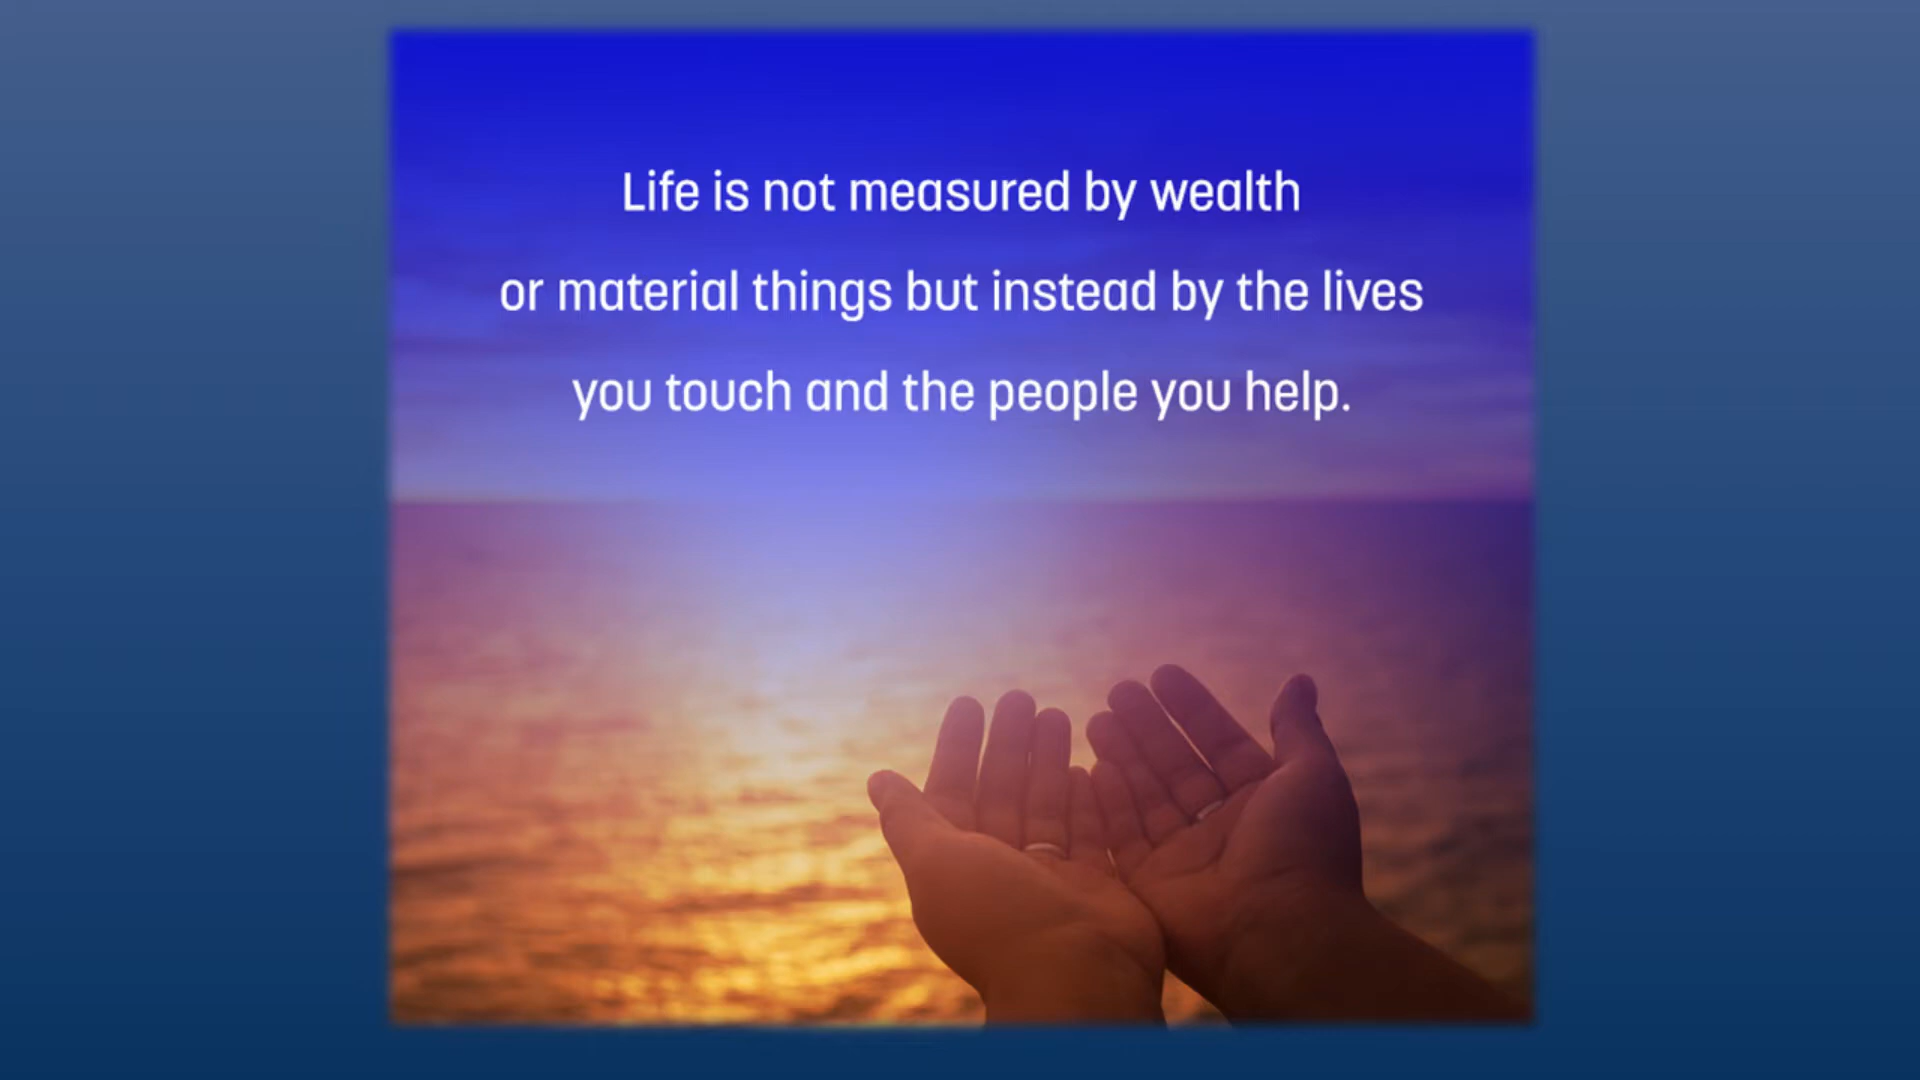 Life is not measured by wealth
or material things but instead by the lives
you touch and the people you help.